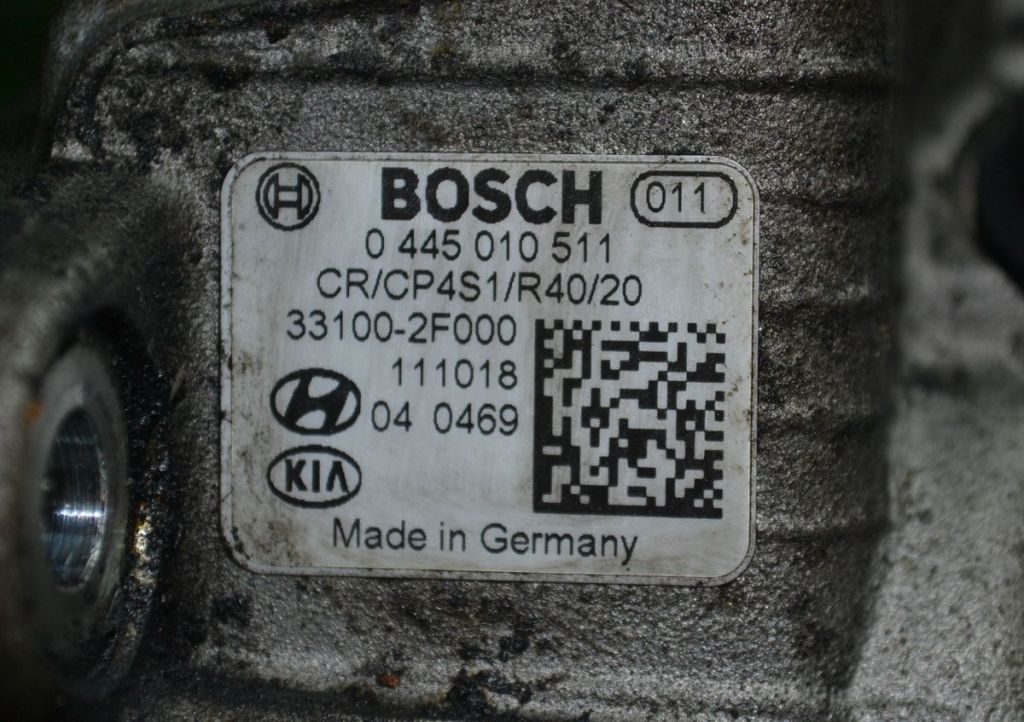 BOSCH 011
0 445 010 511
CR/CP4S1/R40/20
33100-2F000
111018
04 0469
KIA
Made in Germany